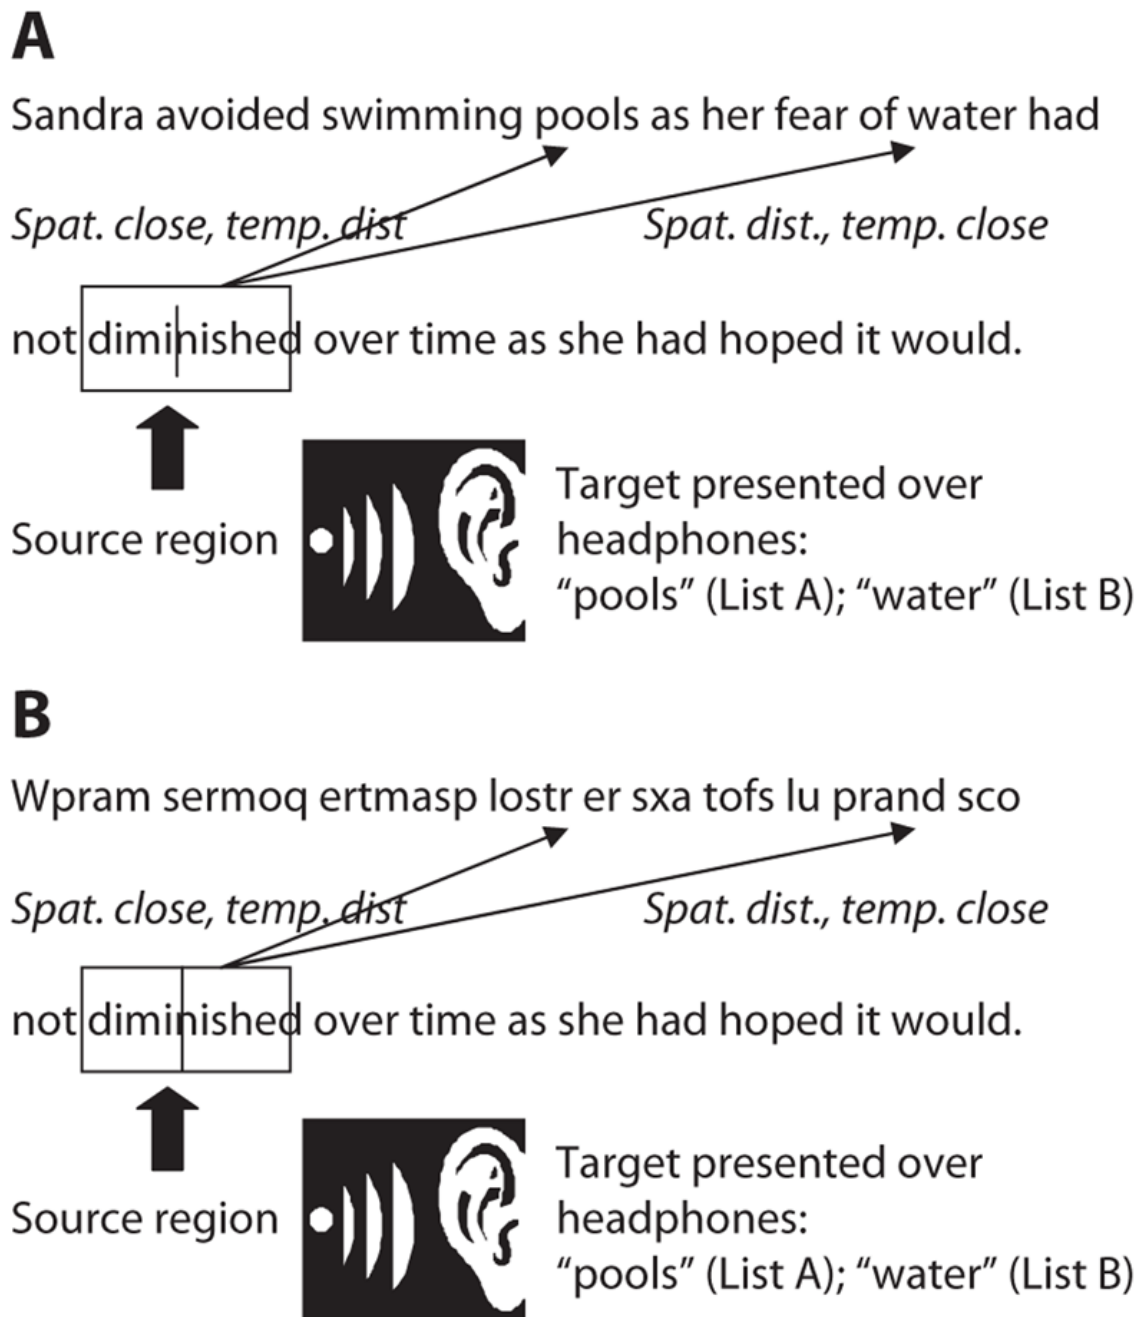 A
Sandra avoided swimming pools as her fear of water had
Spat. close, temp. dist Spat. dist., temp. close
not diminished over time as she had hoped it would.
Source region
Target presented over
headphones:
“pools” (List A); “water” (List B)
B
Wpram sermoq ertmasp lostr er sxa tofs lu prand sco
Spat. close, temp. dist Spat. dist., temp. close
not diminished over time as she had hoped it would.
Source region
Target presented over
headphones:
“pools” (List A); “water” (List B)